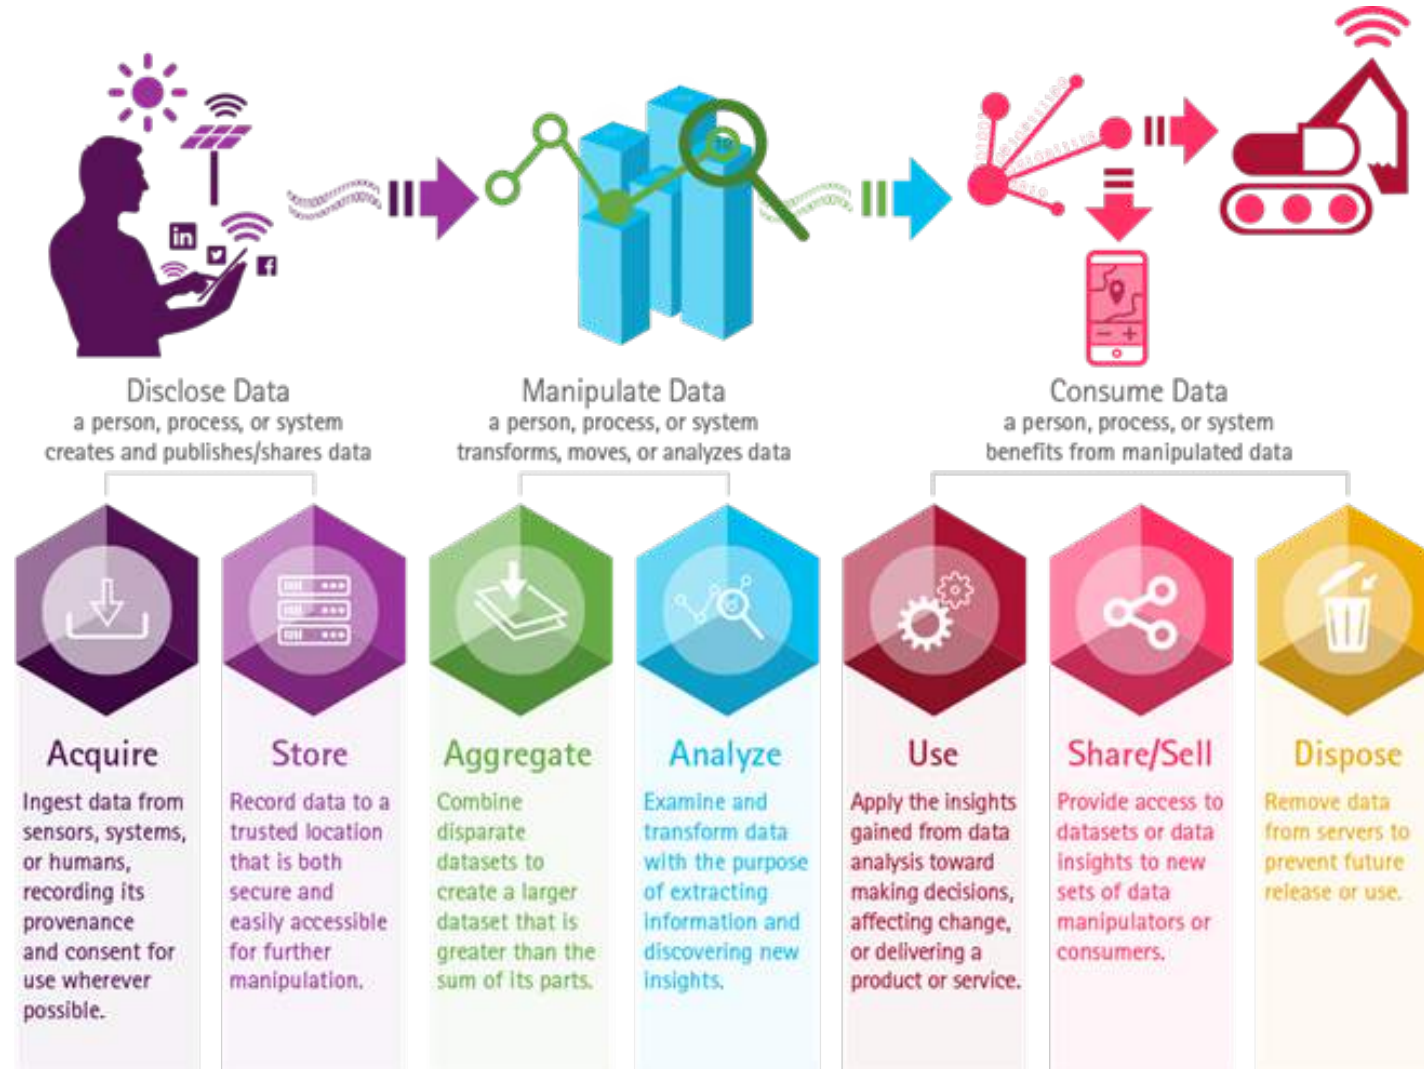 Disclose Data
a person, process, or system
creates and publishes/shares data
Manipulate Data
a person, process, or system
transforms, moves, or analyzes data
Consume Data
a person, process, or system
benefits from manipulated data
Acquire
Ingest data from
sensors, systems,
or humans,
recording its
provenance
and consent for
use wherever
possible.
Store
Record data to a
trusted location
that is both
secure and
easily accessible
for further
manipulation.
Aggregate
Combine
disparate
datasets to
create a larger
dataset that is
greater than the
sum of its parts.
Analyze
Examine and
transform data
with the purpose
of extracting
information and
discovering new
insights.
Use
Apply the insights
gained from data
analysis toward
making decisions,
affecting change,
or delivering a
product or service.
Share/Sell
Provide access to
datasets or data
insights to new
sets of data
manipulators or
consumers.
Dispose
Remove data
from servers to
prevent future
release or use.